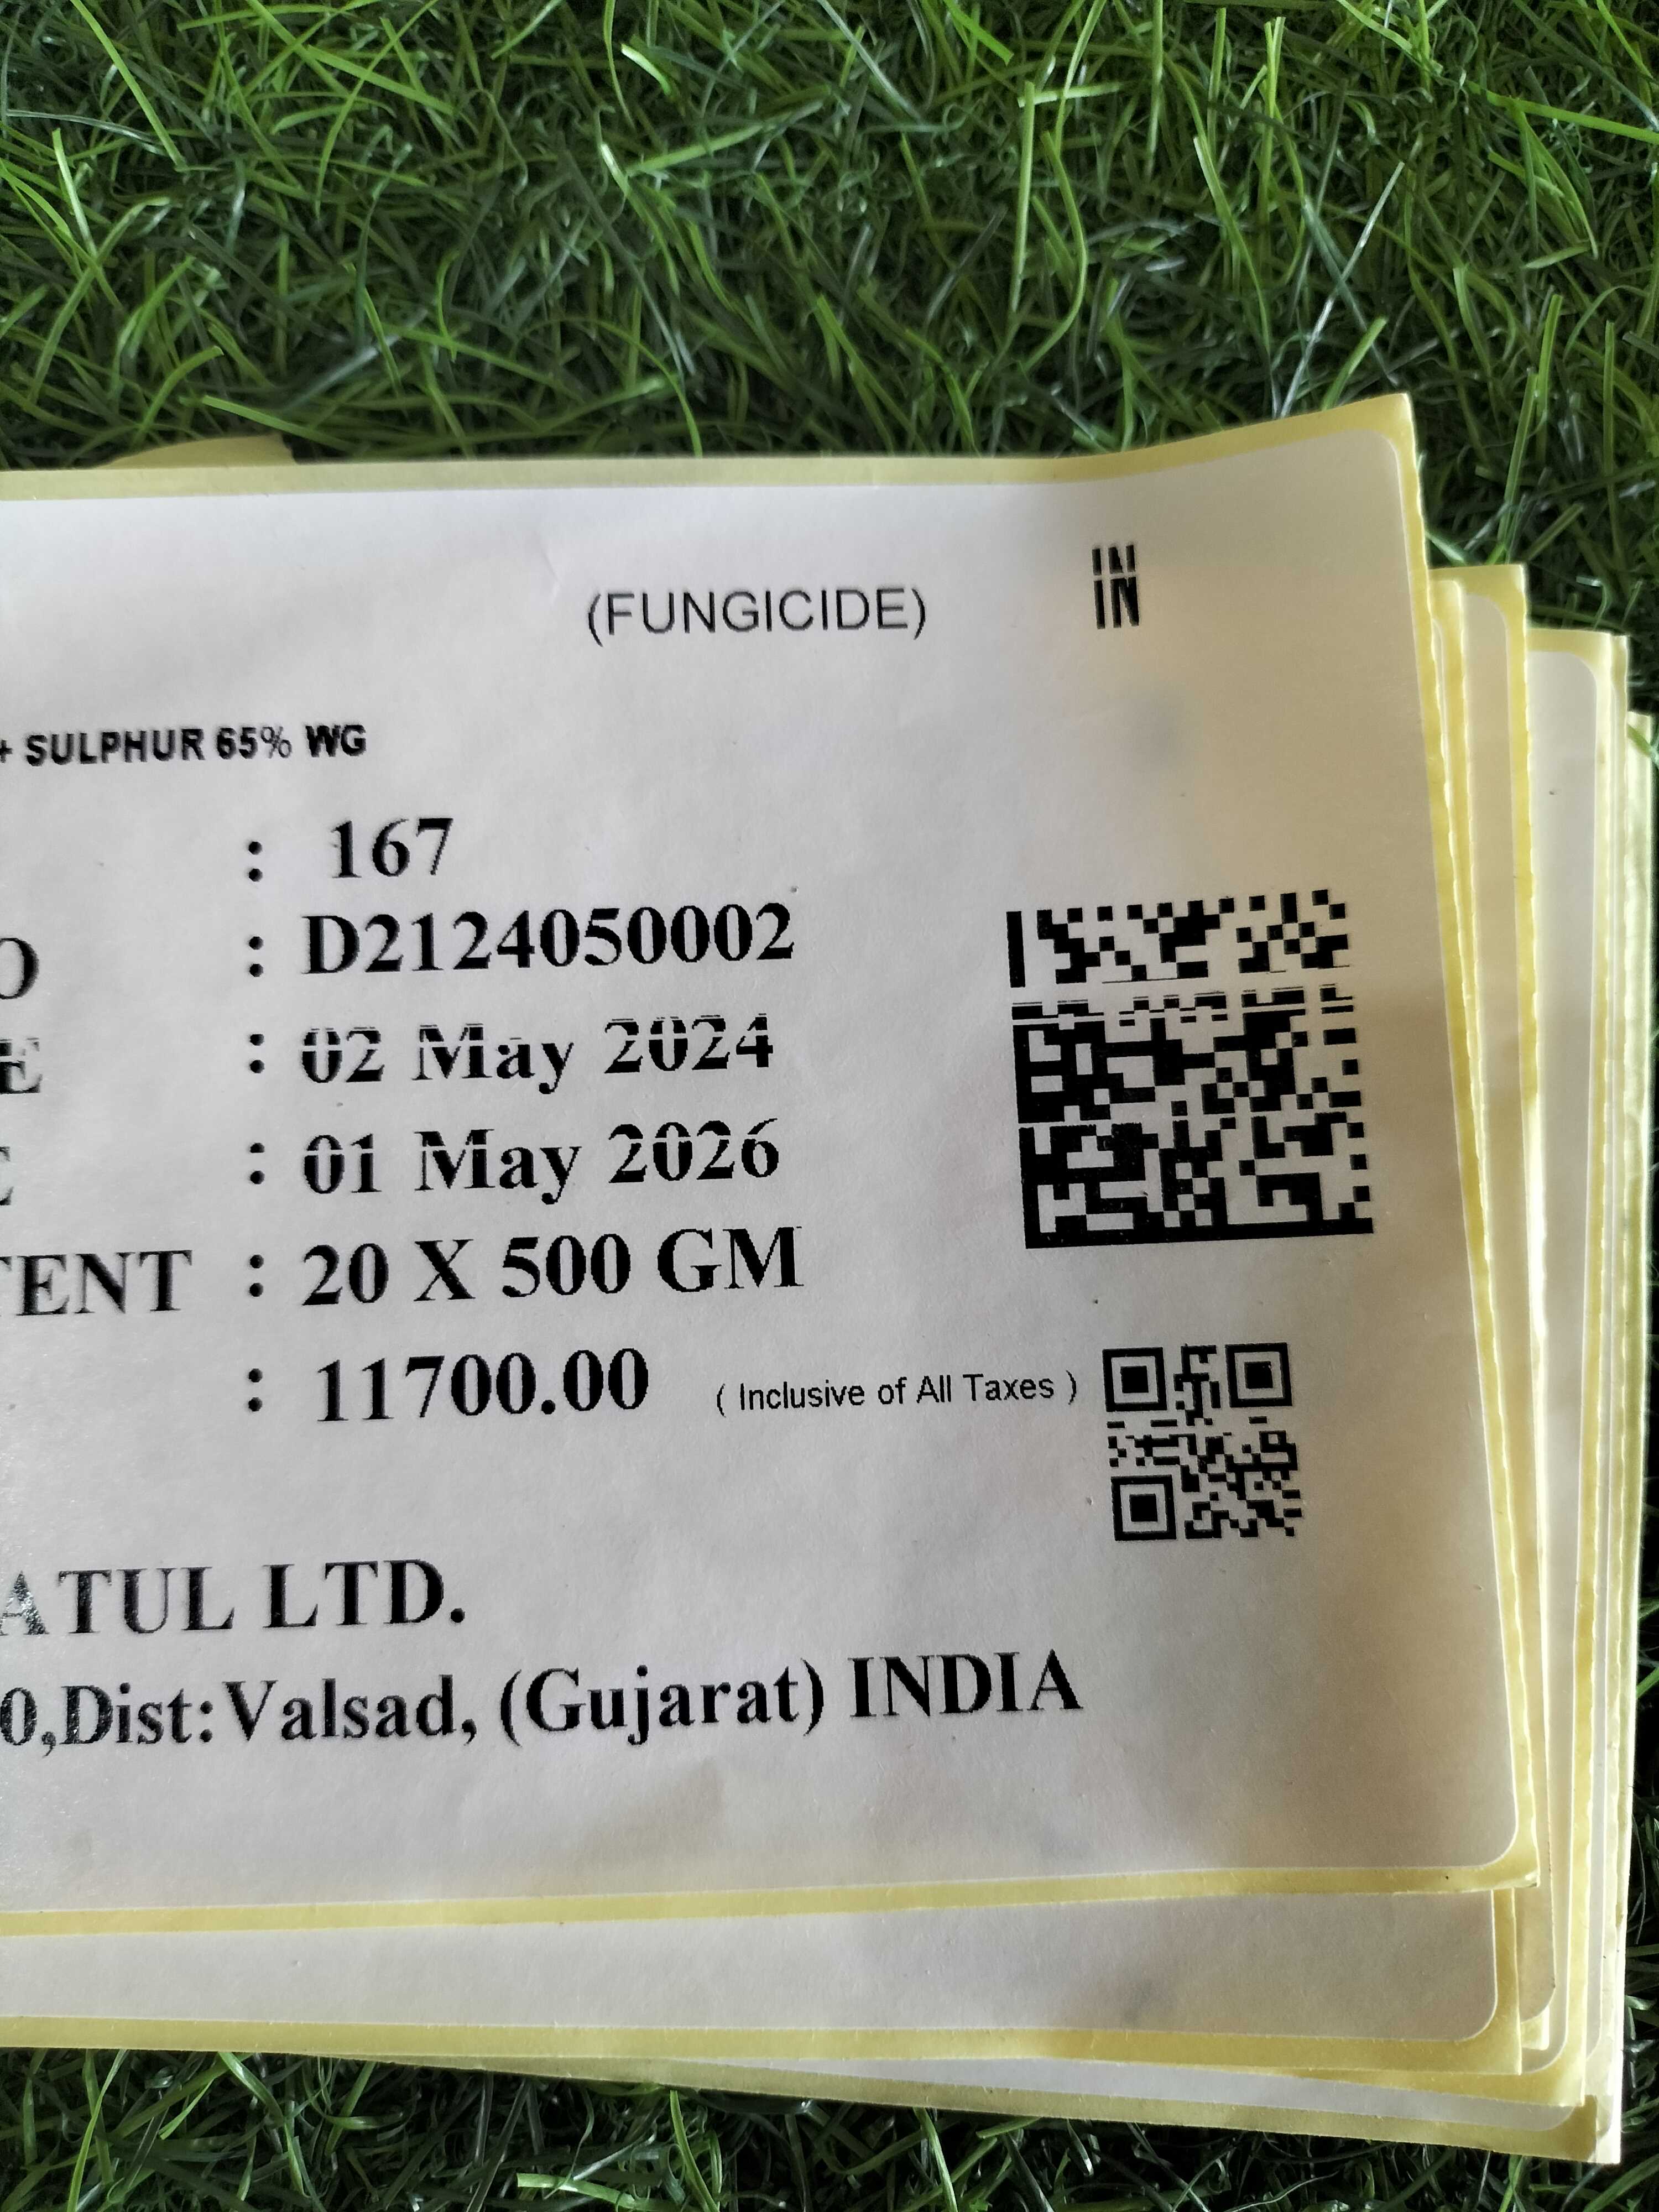 (FUNGICIDE) IN
+ SULPHUR 65% WG
: 167
O : D2124050002
E : 02 May 2024
: 01 May 2026
TENT : 20 X 500 GM
: 11700.00 ( Inclusive of All Taxes )
ATUL LTD.
0,Dist:Valsad, (Gujarat) INDIA